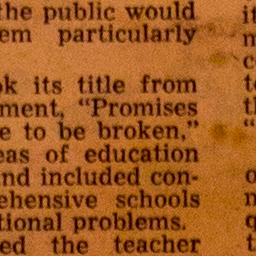 the public would
em particularly
ok its title from
ment, “Promises
e to be broken,”
eas of education
nd included con-
ehensive schools
tional problems.
ed the teacher